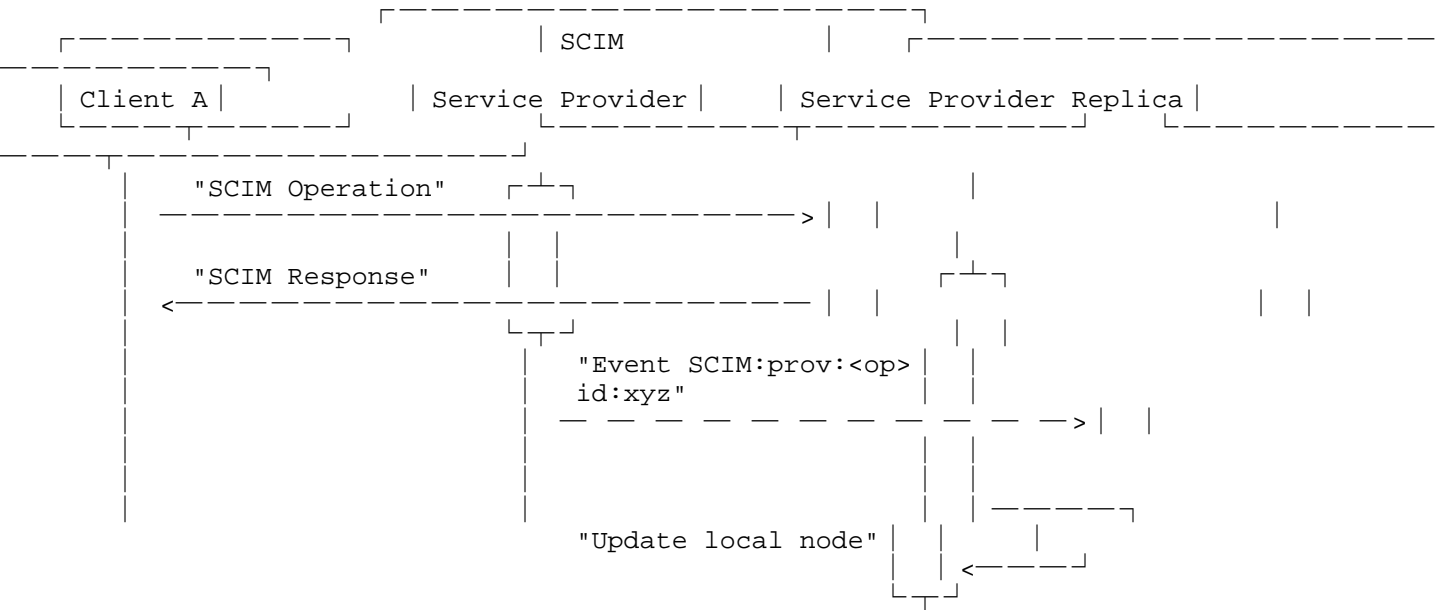 SCIM
Client A
Service Provider
Service Provider Replica
"SCIM Operation"
"SCIM Response"
"Event SCIM:prov:<op>
id:xyz"
"Update local node"